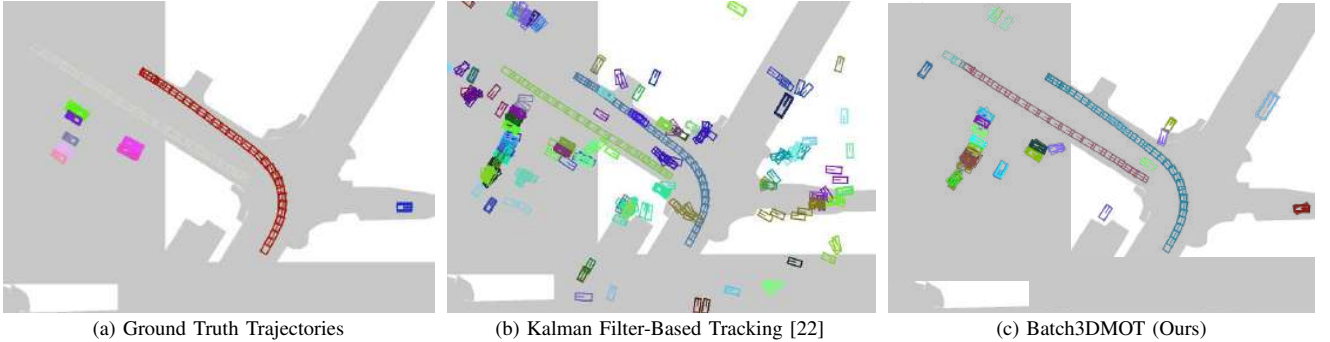 (a) Ground Truth Trajectories
(b) Kalman Filter-Based Tracking [22]
(c) Batch3DMOT (Ours)